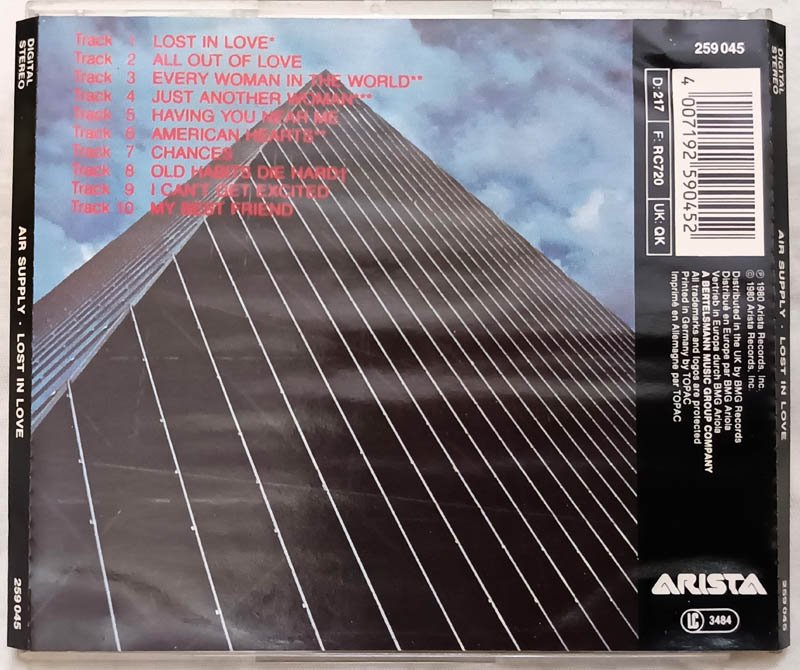 DIGITAL
STEREO
AIR SUPPLY · LOST IN LOVE
259 045
Track 1 LOST IN LOVE*
Track 2 ALL OUT OF LOVE
Track 3 EVERY WOMAN IN THE WORLD**
Track 4 JUST ANOTHER WOMAN***
Track 5 HAVING YOU NEAR ME
Track 6 AMERICAN HEARTS**
Track 7 CHANCES
Track 8 OLD HABITS DIE HARD†
Track 9 I CAN'T GET EXCITED
Track 10 MY BEST FRIEND
259 045
D: 217
F: RC720
UK: QK
4 007192 590452
℗ 1980 Arista Records, Inc.
© 1980 Arista Records, Inc.
Distributed in the UK by BMG Records
Distribué en Europe par BMG Ariola
Vertrieb in Europa durch BMG Ariola
A BERTELSMANN MUSIC GROUP COMPANY
All trademarks and logos are protected
Printed in Germany by TOPAC
Imprimé en Allemagne par TOPAC
ARISTA
LC 3484
DIGITAL
STEREO
AIR SUPPLY · LOST IN LOVE
259 045